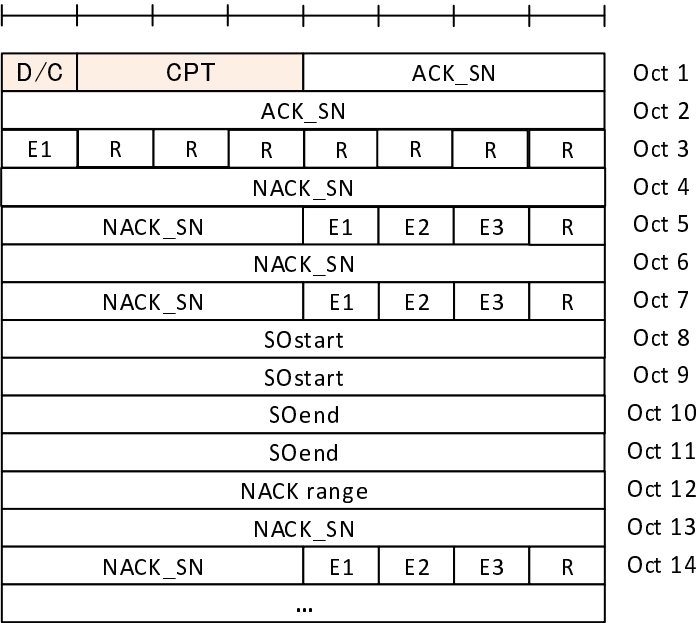 D/C CPT ACK_SN Oct 1
ACK_SN Oct 2
E1 R R R R R R R Oct 3
NACK_SN Oct 4
NACK_SN E1 E2 E3 R Oct 5
NACK_SN Oct 6
NACK_SN E1 E2 E3 R Oct 7
SOstart Oct 8
SOstart Oct 9
SOend Oct 10
SOend Oct 11
NACK range Oct 12
NACK_SN Oct 13
NACK_SN E1 E2 E3 R Oct 14
...